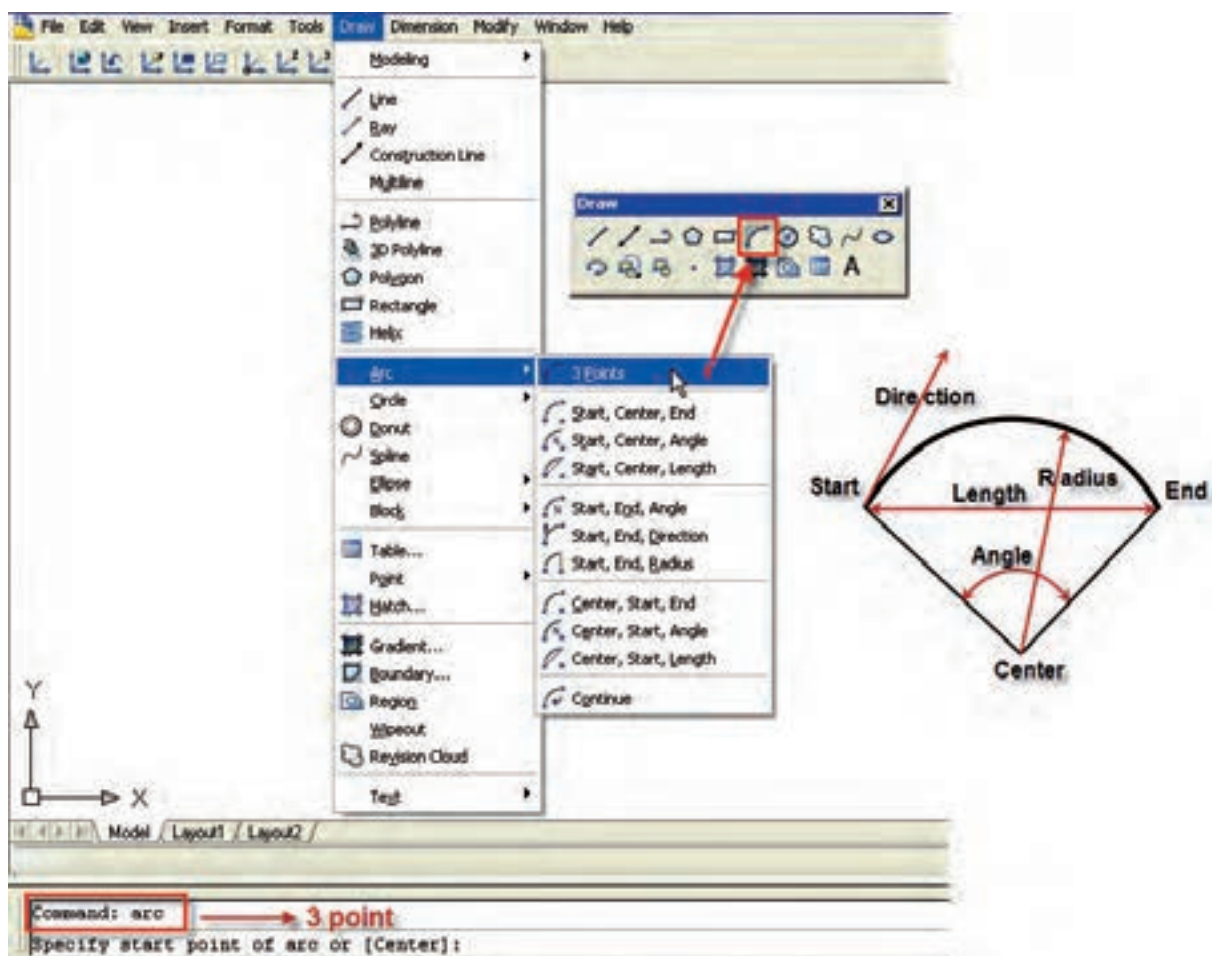 File Edit View Insert Format Tools Draw Dimension Modify Window Help
Modeling
Line
Ray
Construction Line
Multiline
Polyline
3D Polyline
Polygon
Rectangle
Helix
Arc
Circle
Donut
Spline
Ellipse
Block
Table...
Point
Hatch...
Gradient...
Boundary...
Region
Wipeout
Revision Cloud
Text
3 Points
Start, Center, End
Start, Center, Angle
Start, Center, Length
Start, End, Angle
Start, End, Direction
Start, End, Radius
Center, Start, End
Center, Start, Angle
Center, Start, Length
Continue
Draw
A
Direction
Start
Length
Radius
End
Angle
Center
Y
X
Model Layout1 Layout2
Command: arc
3 point
Specify start point of arc or [Center]: